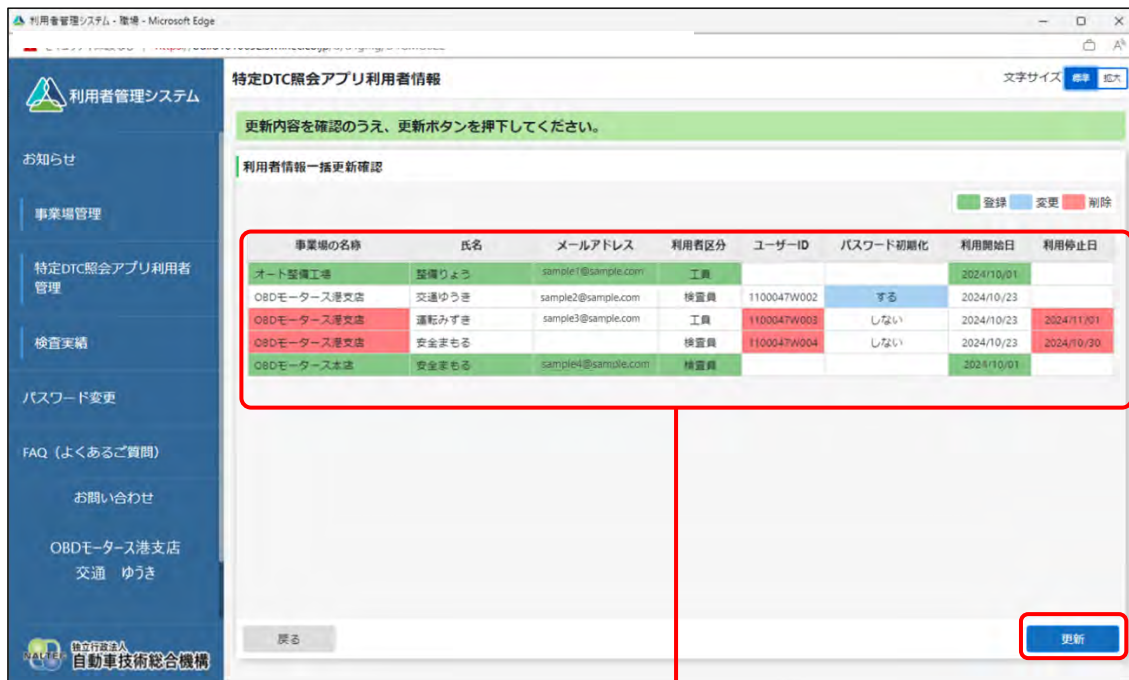 利用者管理システム - 職場 - Microsoft Edge
利用者管理システム
特定DTC照会アプリ利用者情報
文字サイズ 標準 拡大
更新内容を確認のうえ、更新ボタンを押下してください。
お知らせ
事業場管理
特定DTC照会アプリ利用者
管理
検査実績
パスワード変更
FAQ（よくあるご質問）
お問い合わせ
OBDモータース港支店
交通 ゆうき
独立行政法人
自動車技術総合機構
利用者情報一括更新確認
登録 変更 削除
事業場の名称 氏名 メールアドレス 利用者区分 ユーザーID パスワード初期化 利用開始日 利用停止日
オート整備工場 整備りょう sample1@sample.com 工員 2024/10/01
OBDモータース港支店 交通ゆうき sample2@sample.com 検査員 1100047W002 する 2024/10/23
OBDモータース港支店 運転みずき sample3@sample.com 工員 1100047W003 しない 2024/10/23 2024/11/01
OBDモータース港支店 安全まもる 検査員 1100047W004 しない 2024/10/23 2024/10/30
OBDモータース本店 安全まもる sample4@sample.com 検査員 2024/10/01
戻る 更新